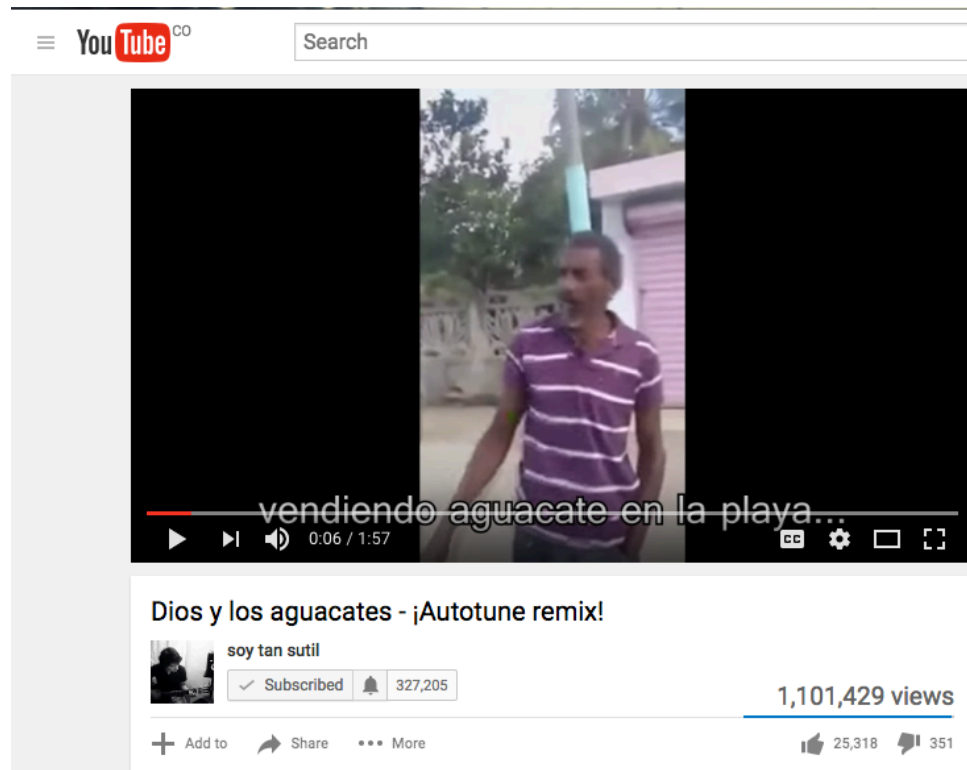 YouTube CO
Search
vendiendo aguacate en la playa...
0:06 / 1:57
CC
Dios y los aguacates - ¡Autotune remix!
soy tan sutil
Subscribed 327,205
1,101,429 views
Add to Share More
25,318 351